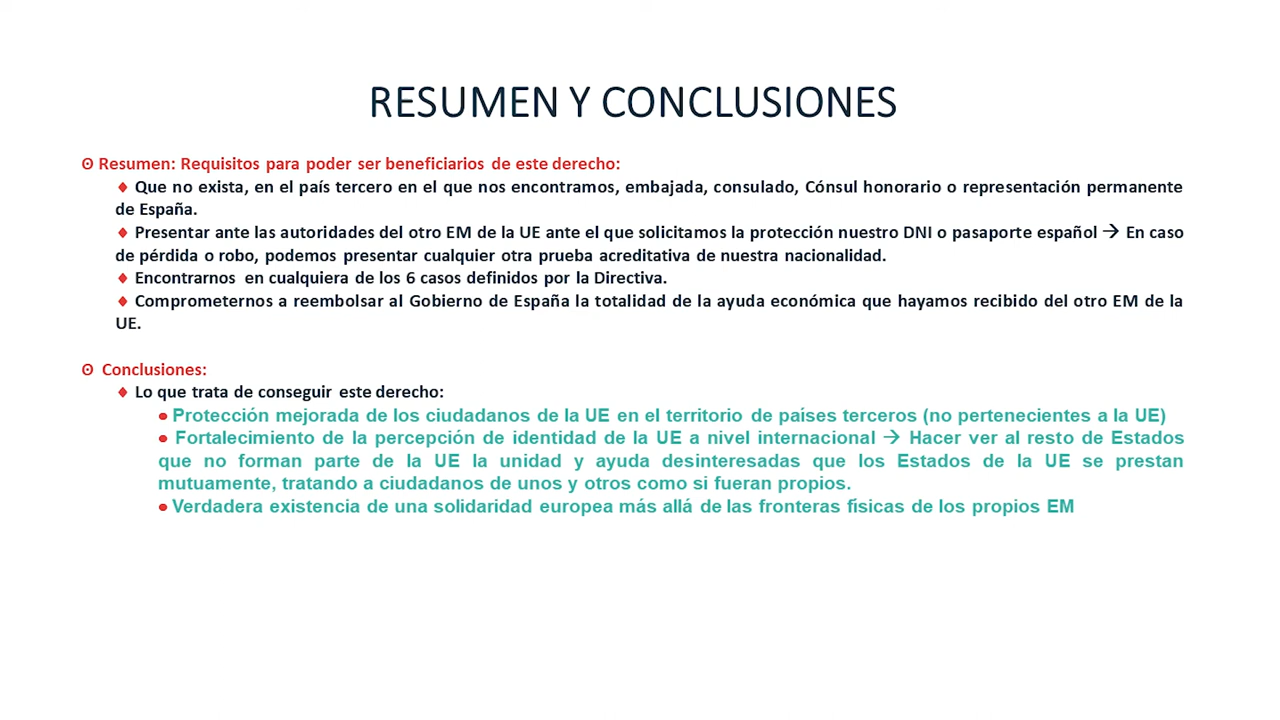 RESUMEN Y CONCLUSIONES
ʘ Resumen: Requisitos para poder ser beneficiarios de este derecho:
♦ Que no exista, en el país tercero en el que nos encontramos, embajada, consulado, Cónsul honorario o representación permanente
de España.
♦ Presentar ante las autoridades del otro EM de la UE ante el que solicitamos la protección nuestro DNI o pasaporte español → En caso
de pérdida o robo, podemos presentar cualquier otra prueba acreditativa de nuestra nacionalidad.
♦ Encontrarnos en cualquiera de los 6 casos definidos por la Directiva.
♦ Comprometernos a reembolsar al Gobierno de España la totalidad de la ayuda económica que hayamos recibido del otro EM de la
UE.
ʘ Conclusiones:
♦ Lo que trata de conseguir este derecho:
● Protección mejorada de los ciudadanos de la UE en el territorio de países terceros (no pertenecientes a la UE)
● Fortalecimiento de la percepción de identidad de la UE a nivel internacional → Hacer ver al resto de Estados
que no forman parte de la UE la unidad y ayuda desinteresadas que los Estados de la UE se prestan
mutuamente, tratando a ciudadanos de unos y otros como si fueran propios.
● Verdadera existencia de una solidaridad europea más allá de las fronteras físicas de los propios EM